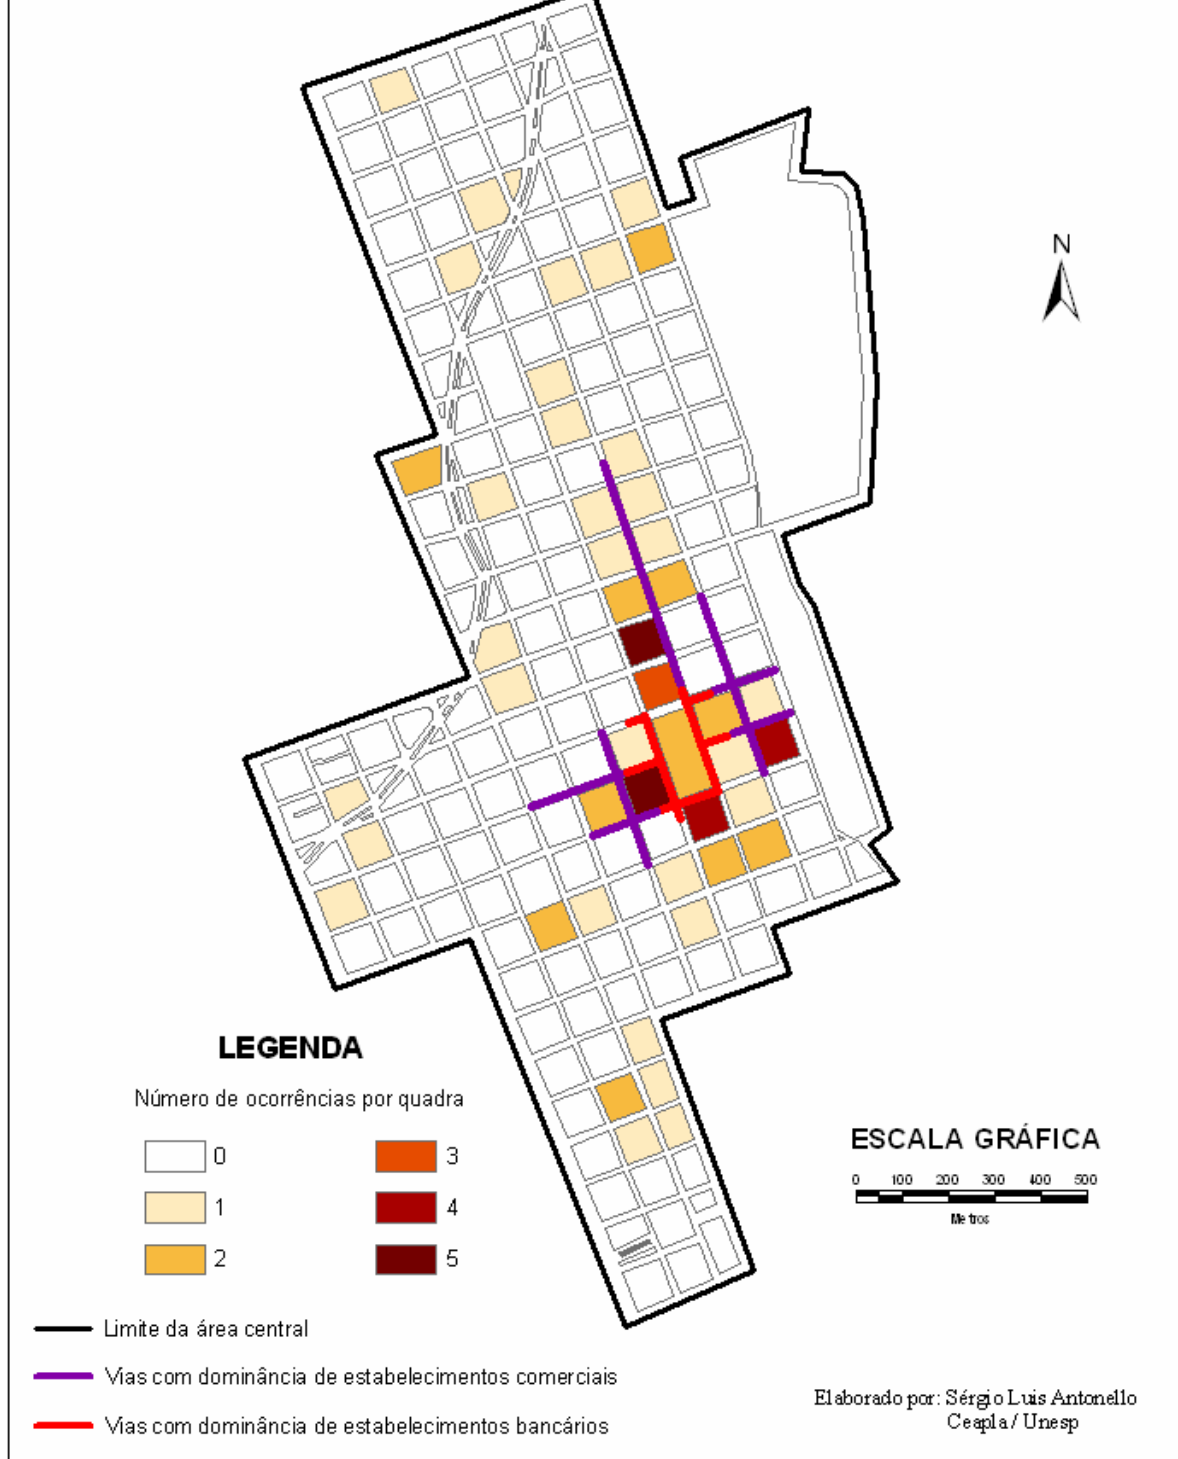 N
LEGENDA
Número de ocorrências por quadra
0
3
1
4
2
5
ESCALA GRÁFICA
0 100 200 300 400 500
Metros
Limite da área central
Vias com dominância de estabelecimentos comerciais
Vias com dominância de estabelecimentos bancários
Elaborado por: Sérgio Luis Antonello
Ceapla / Unesp